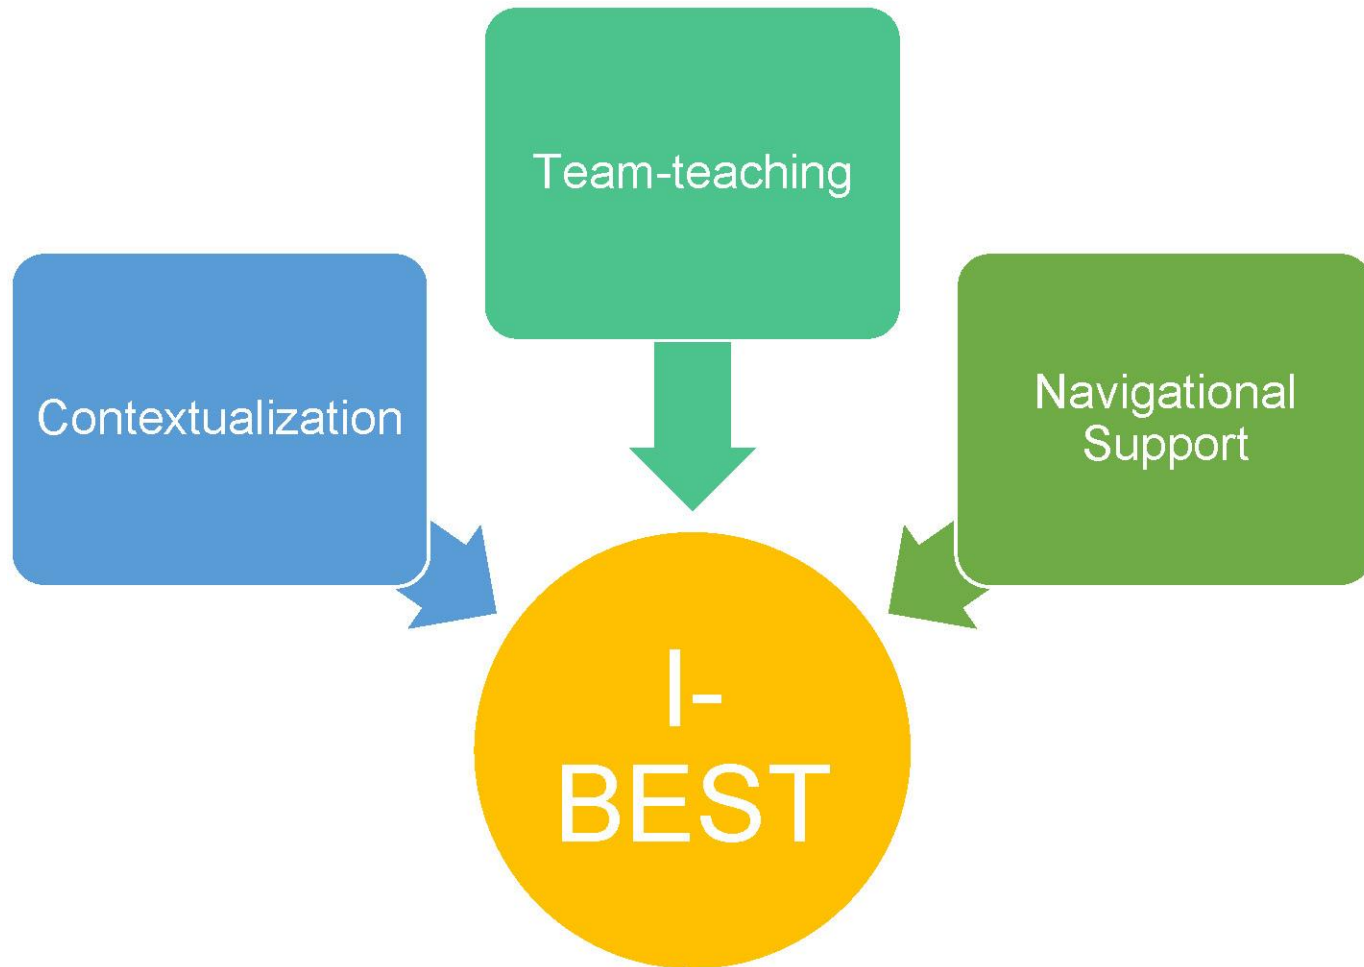 Team-teaching
Contextualization
Navigational
Support
I-
BEST